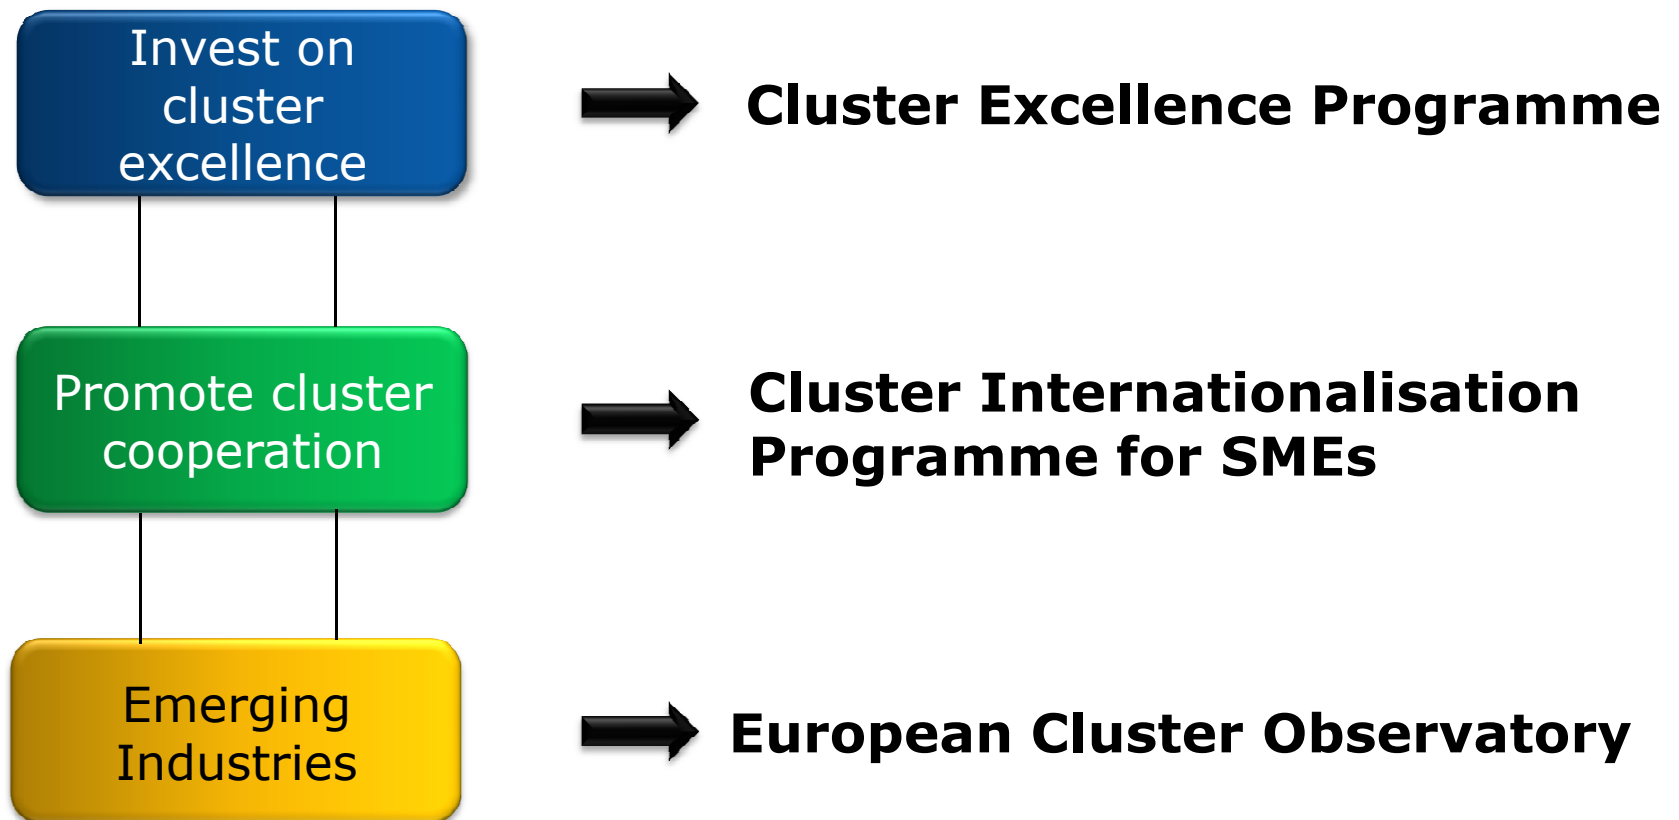 Invest on
cluster
excellence
Cluster Excellence Programme
Promote cluster
cooperation
Cluster Internationalisation
Programme for SMEs
Emerging
Industries
European Cluster Observatory